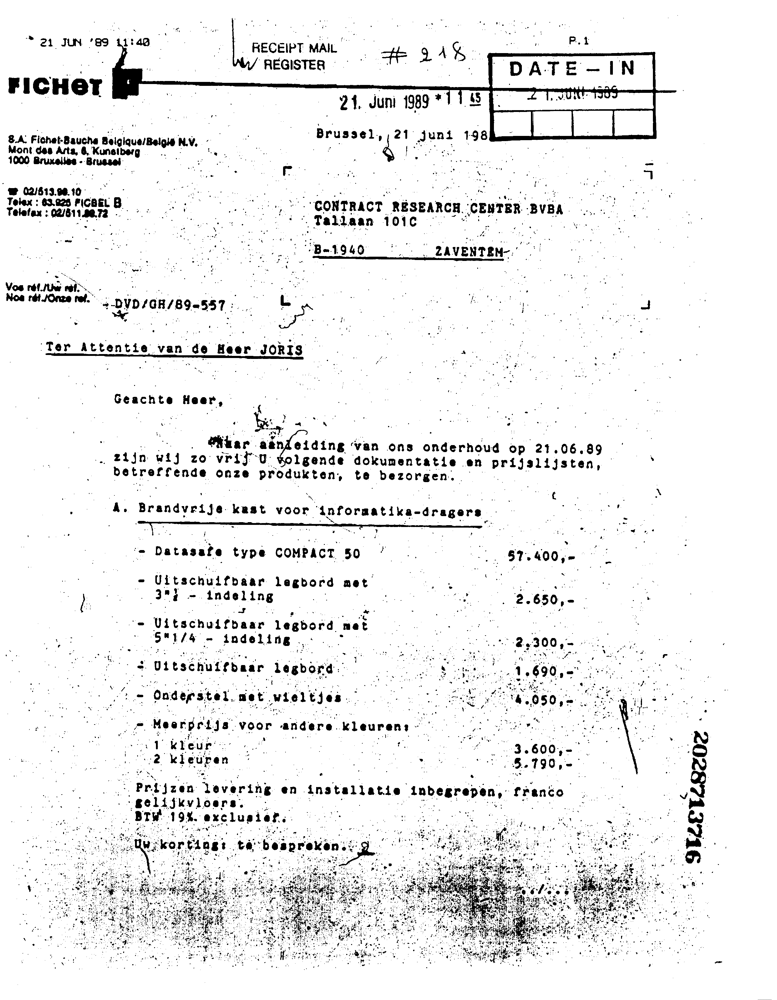 21 JUN '89 11:40
P.1
RECEIPT MAIL
REGISTER
# 218
DATE-IN
21. JUNI 1989
FICHET
21. Juni 1989 * 11 45
Brussel, 21 juni 198
S.A. Fichet-Bauche Belgique/België N.V.
Mont des Arts, 8, Kunstberg
1000 Bruxelles - Brussel
☎ 02/513.98.10
Telex : 63.925 FICBEL B
Telefax : 02/511.88.72
CONTRACT RESEARCH CENTER BVBA
Tallaan 101C
B-1940 ZAVENTEM
Vos réf./Uw ref.
Nos réf./Onze ref.
DVD/GH/89-557
Ter Attentie van de Heer JORIS
Geachte Heer,
Naar aanleiding van ons onderhoud op 21.06.89
zijn wij zo vrij U volgende dokumentatie en prijslijsten,
betreffende onze produkten, te bezorgen.
A. Brandvrije kast voor informatika-dragers
- Datasafe type COMPACT 50 57.400,-
- Uitschuifbaar legbord met
3"½ - indeling 2.650,-
- Uitschuifbaar legbord met
5"1/4 - indeling 2.300,-
- Uitschuifbaar legbord 1.690,-
- Onderstel met wieltjes 4.050,-
- Meerprijs voor andere kleuren:
1 kleur 3.600,-
2 kleuren 5.790,-
Prijzen levering en installatie inbegrepen, franco
gelijkvloers.
BTW 19% exclusief.
Uw korting: te bespreken.
../...
2028713716